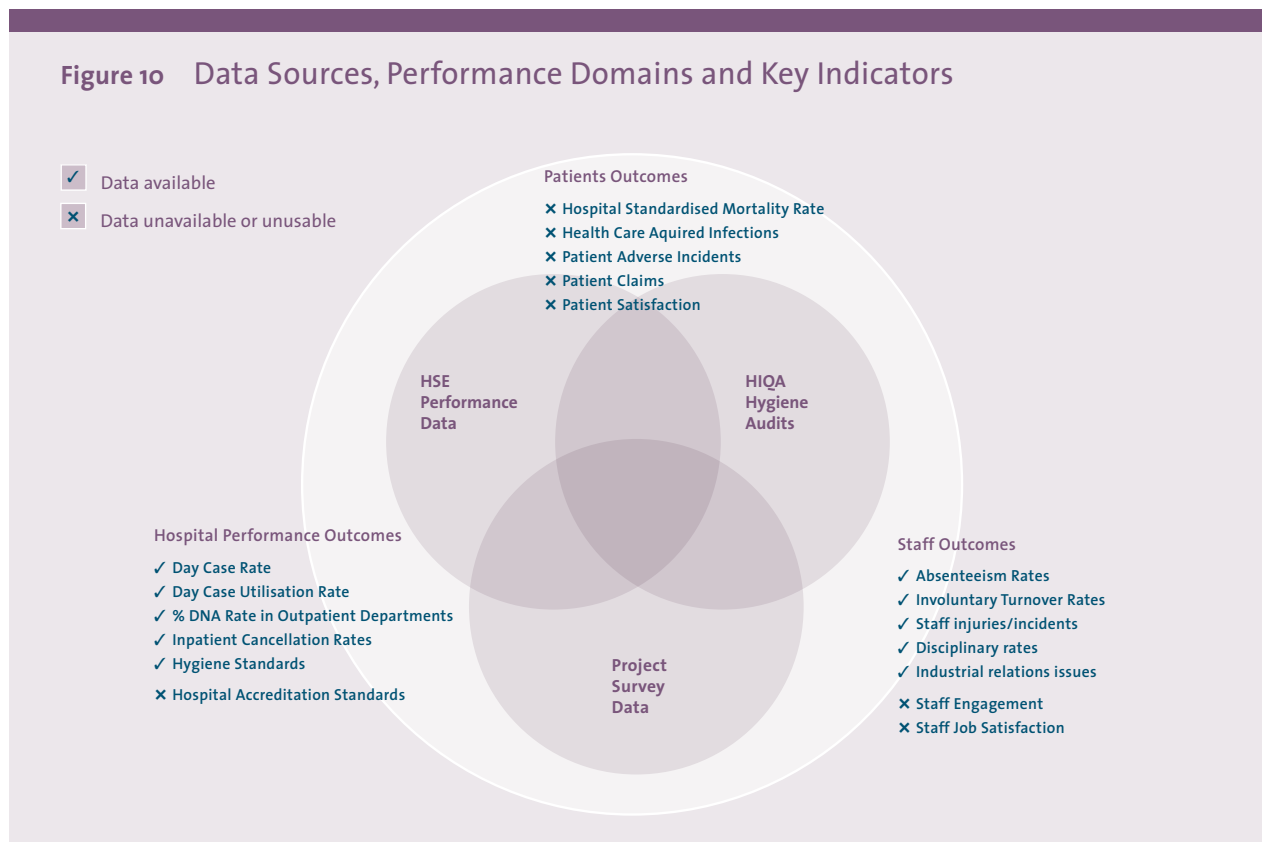 Figure 10 Data Sources, Performance Domains and Key Indicators
✓ Data available
✕ Data unavailable or unusable
Patients Outcomes
✕ Hospital Standardised Mortality Rate
✕ Health Care Aquired Infections
✕ Patient Adverse Incidents
✕ Patient Claims
✕ Patient Satisfaction
HSE
Performance
Data
HIQA
Hygiene
Audits
Hospital Performance Outcomes
✓ Day Case Rate
✓ Day Case Utilisation Rate
✓ % DNA Rate in Outpatient Departments
✓ Inpatient Cancellation Rates
✓ Hygiene Standards
✕ Hospital Accreditation Standards
Staff Outcomes
✓ Absenteeism Rates
✓ Involuntary Turnover Rates
✓ Staff injuries/incidents
✓ Disciplinary rates
✓ Industrial relations issues
✕ Staff Engagement
✕ Staff Job Satisfaction
Project
Survey
Data